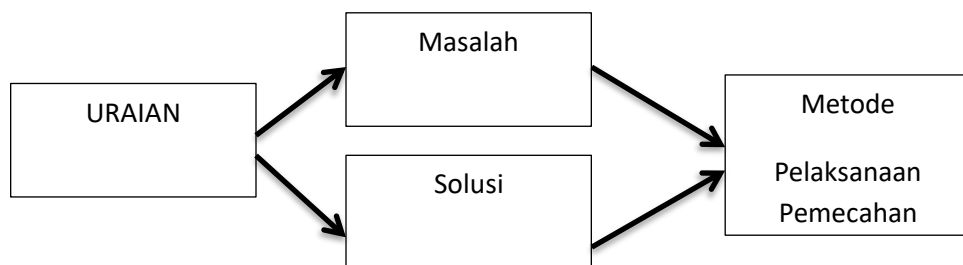 URAIAN
Masalah
Solusi
Metode
Pelaksanaan
Pemecahan